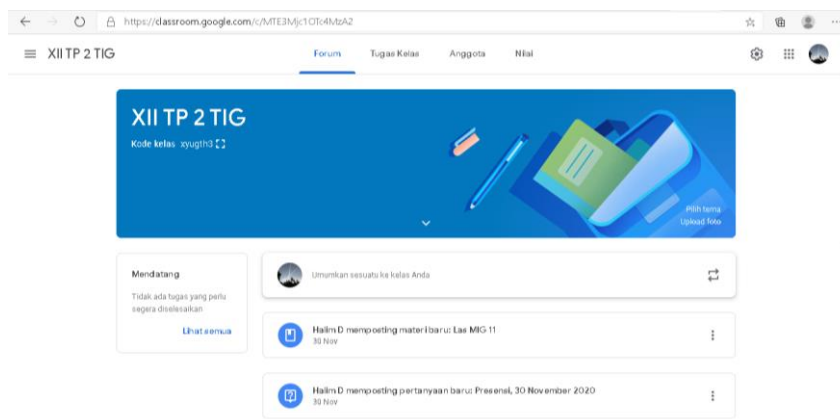 https://classroom.google.com/c/MTE3Mjc1OTc4MzA2
XII TP 2 TIG
Forum Tugas Kelas Anggota Nilai
XII TP 2 TIG
Kode kelas xyugth3
Pilih tema
Upload foto
Mendatang
Tidak ada tugas yang perlu
segera diselesaikan
Lihat semua
Umumkan sesuatu ke kelas Anda
Halim D memposting materi baru: Las MIG 11
30 Nov
Halim D memposting pertanyaan baru: Presensi, 30 November 2020
30 Nov